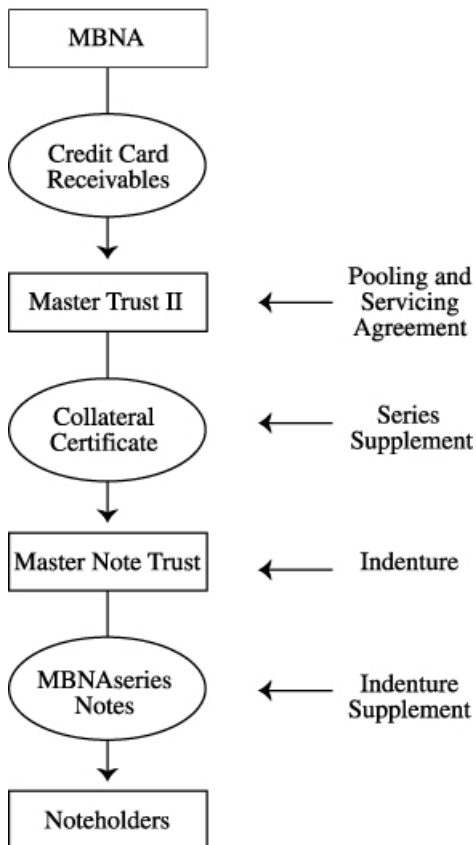 MBNA
Credit Card
Receivables
Master Trust II
Pooling and
Servicing
Agreement
Collateral
Certificate
Series
Supplement
Master Note Trust
Indenture
MBNAseries
Notes
Indenture
Supplement
Noteholders